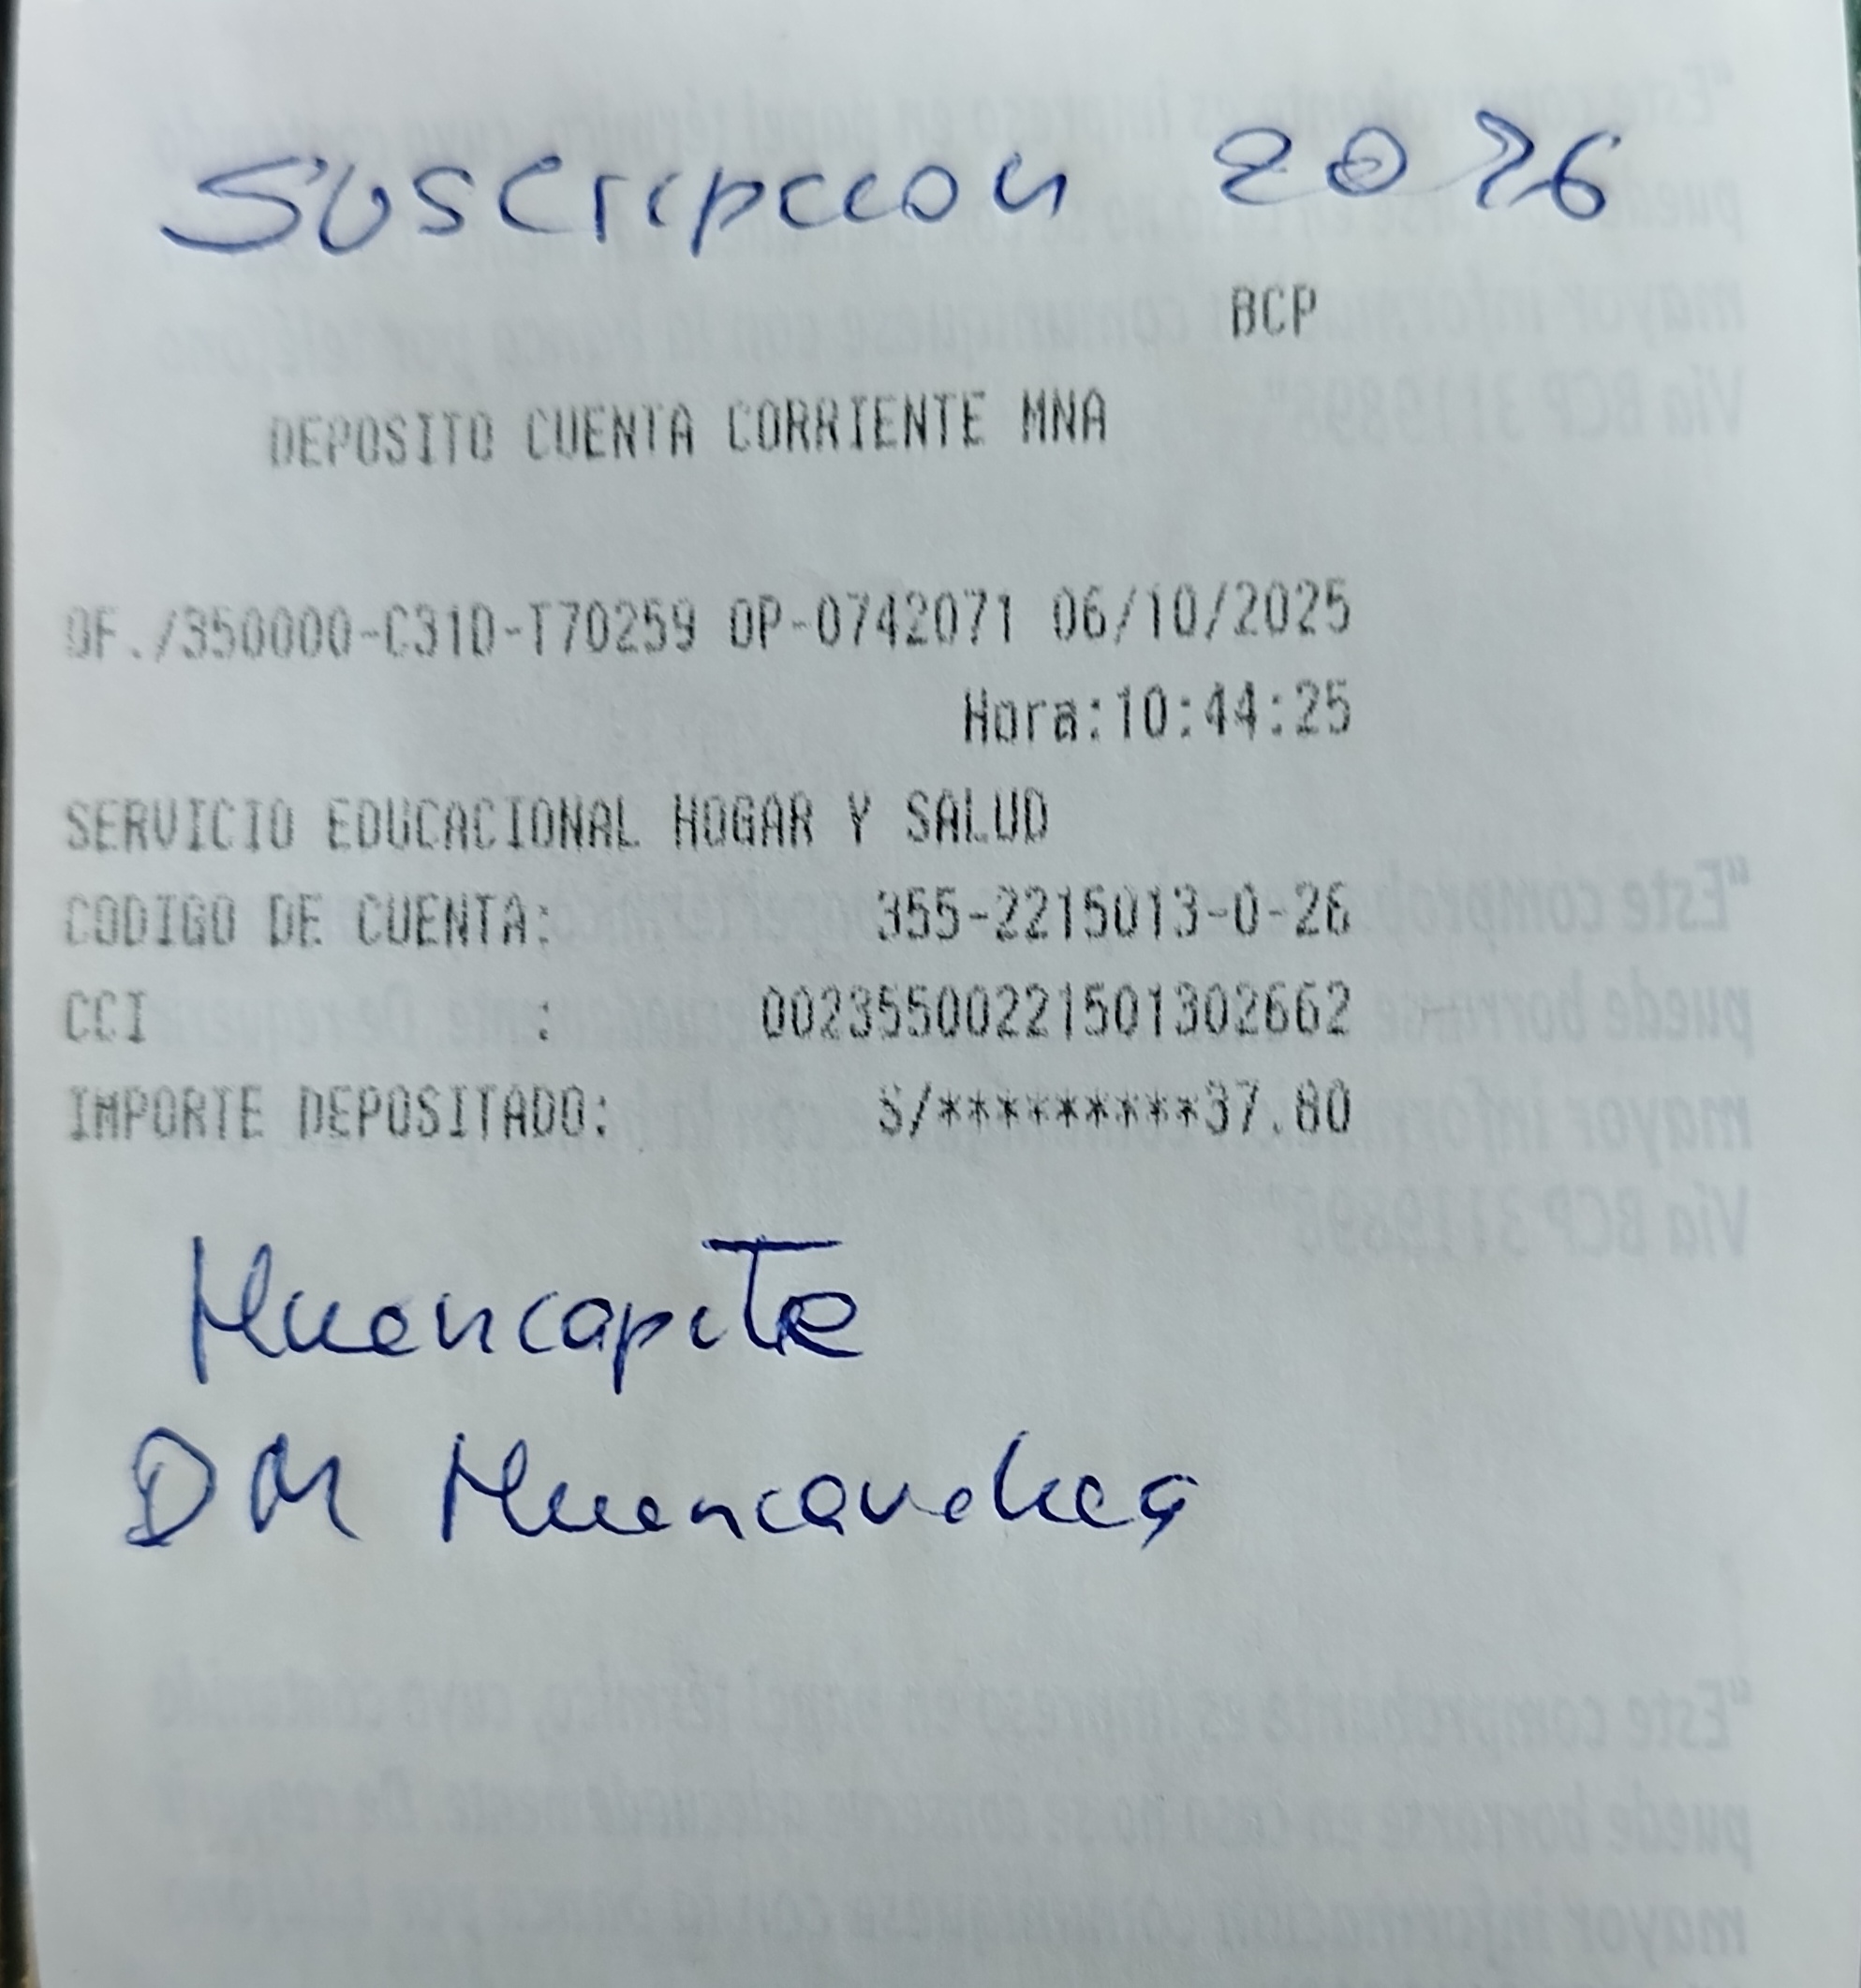 Suscripcion 2026
BCP
DEPOSITO CUENTA CORRIENTE MNA
OF./350000-C31D-T70259 OP-0742071 06/10/2025
Hora:10:44:25
SERVICIO EDUCACIONAL HOGAR Y SALUD
CODIGO DE CUENTA: 355-2215013-0-26
CCI : 00235500221501302662
IMPORTE DEPOSITADO: S/*********37.80
Huancapite
DM Huancavelica